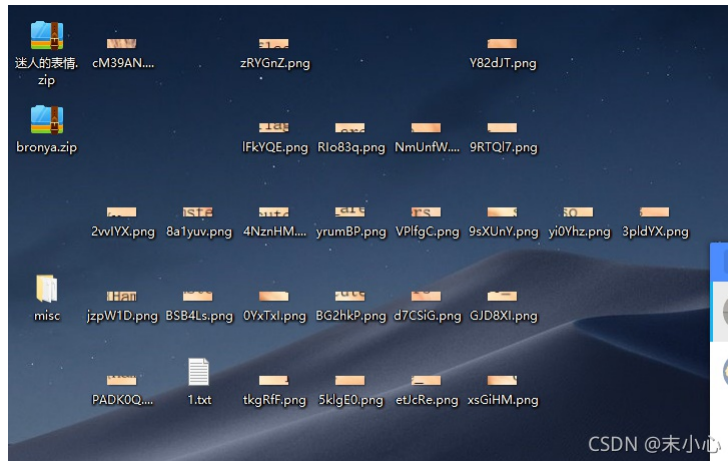 迷人的表情.
zip
cM39AN....
zRYGnZ.png
Y82dJT.png
bronya.zip
lFkYQE.png
RIo83q.png
NmUnfW....
9RTQl7.png
2vvIYX.png
8a1yuv.png
4NznHM....
yrumBP.png
VPlfgC.png
9sXUnY.png
yi0Yhz.png
3pldYX.png
misc
jzpW1D.png
BSB4Ls.png
0YxTxI.png
BG2hkP.png
d7CSiG.png
GJD8XI.png
PADK0Q....
1.txt
tkgRfF.png
5klgE0.png
etJcRe.png
xsGiHM.png
CSDN @末小心